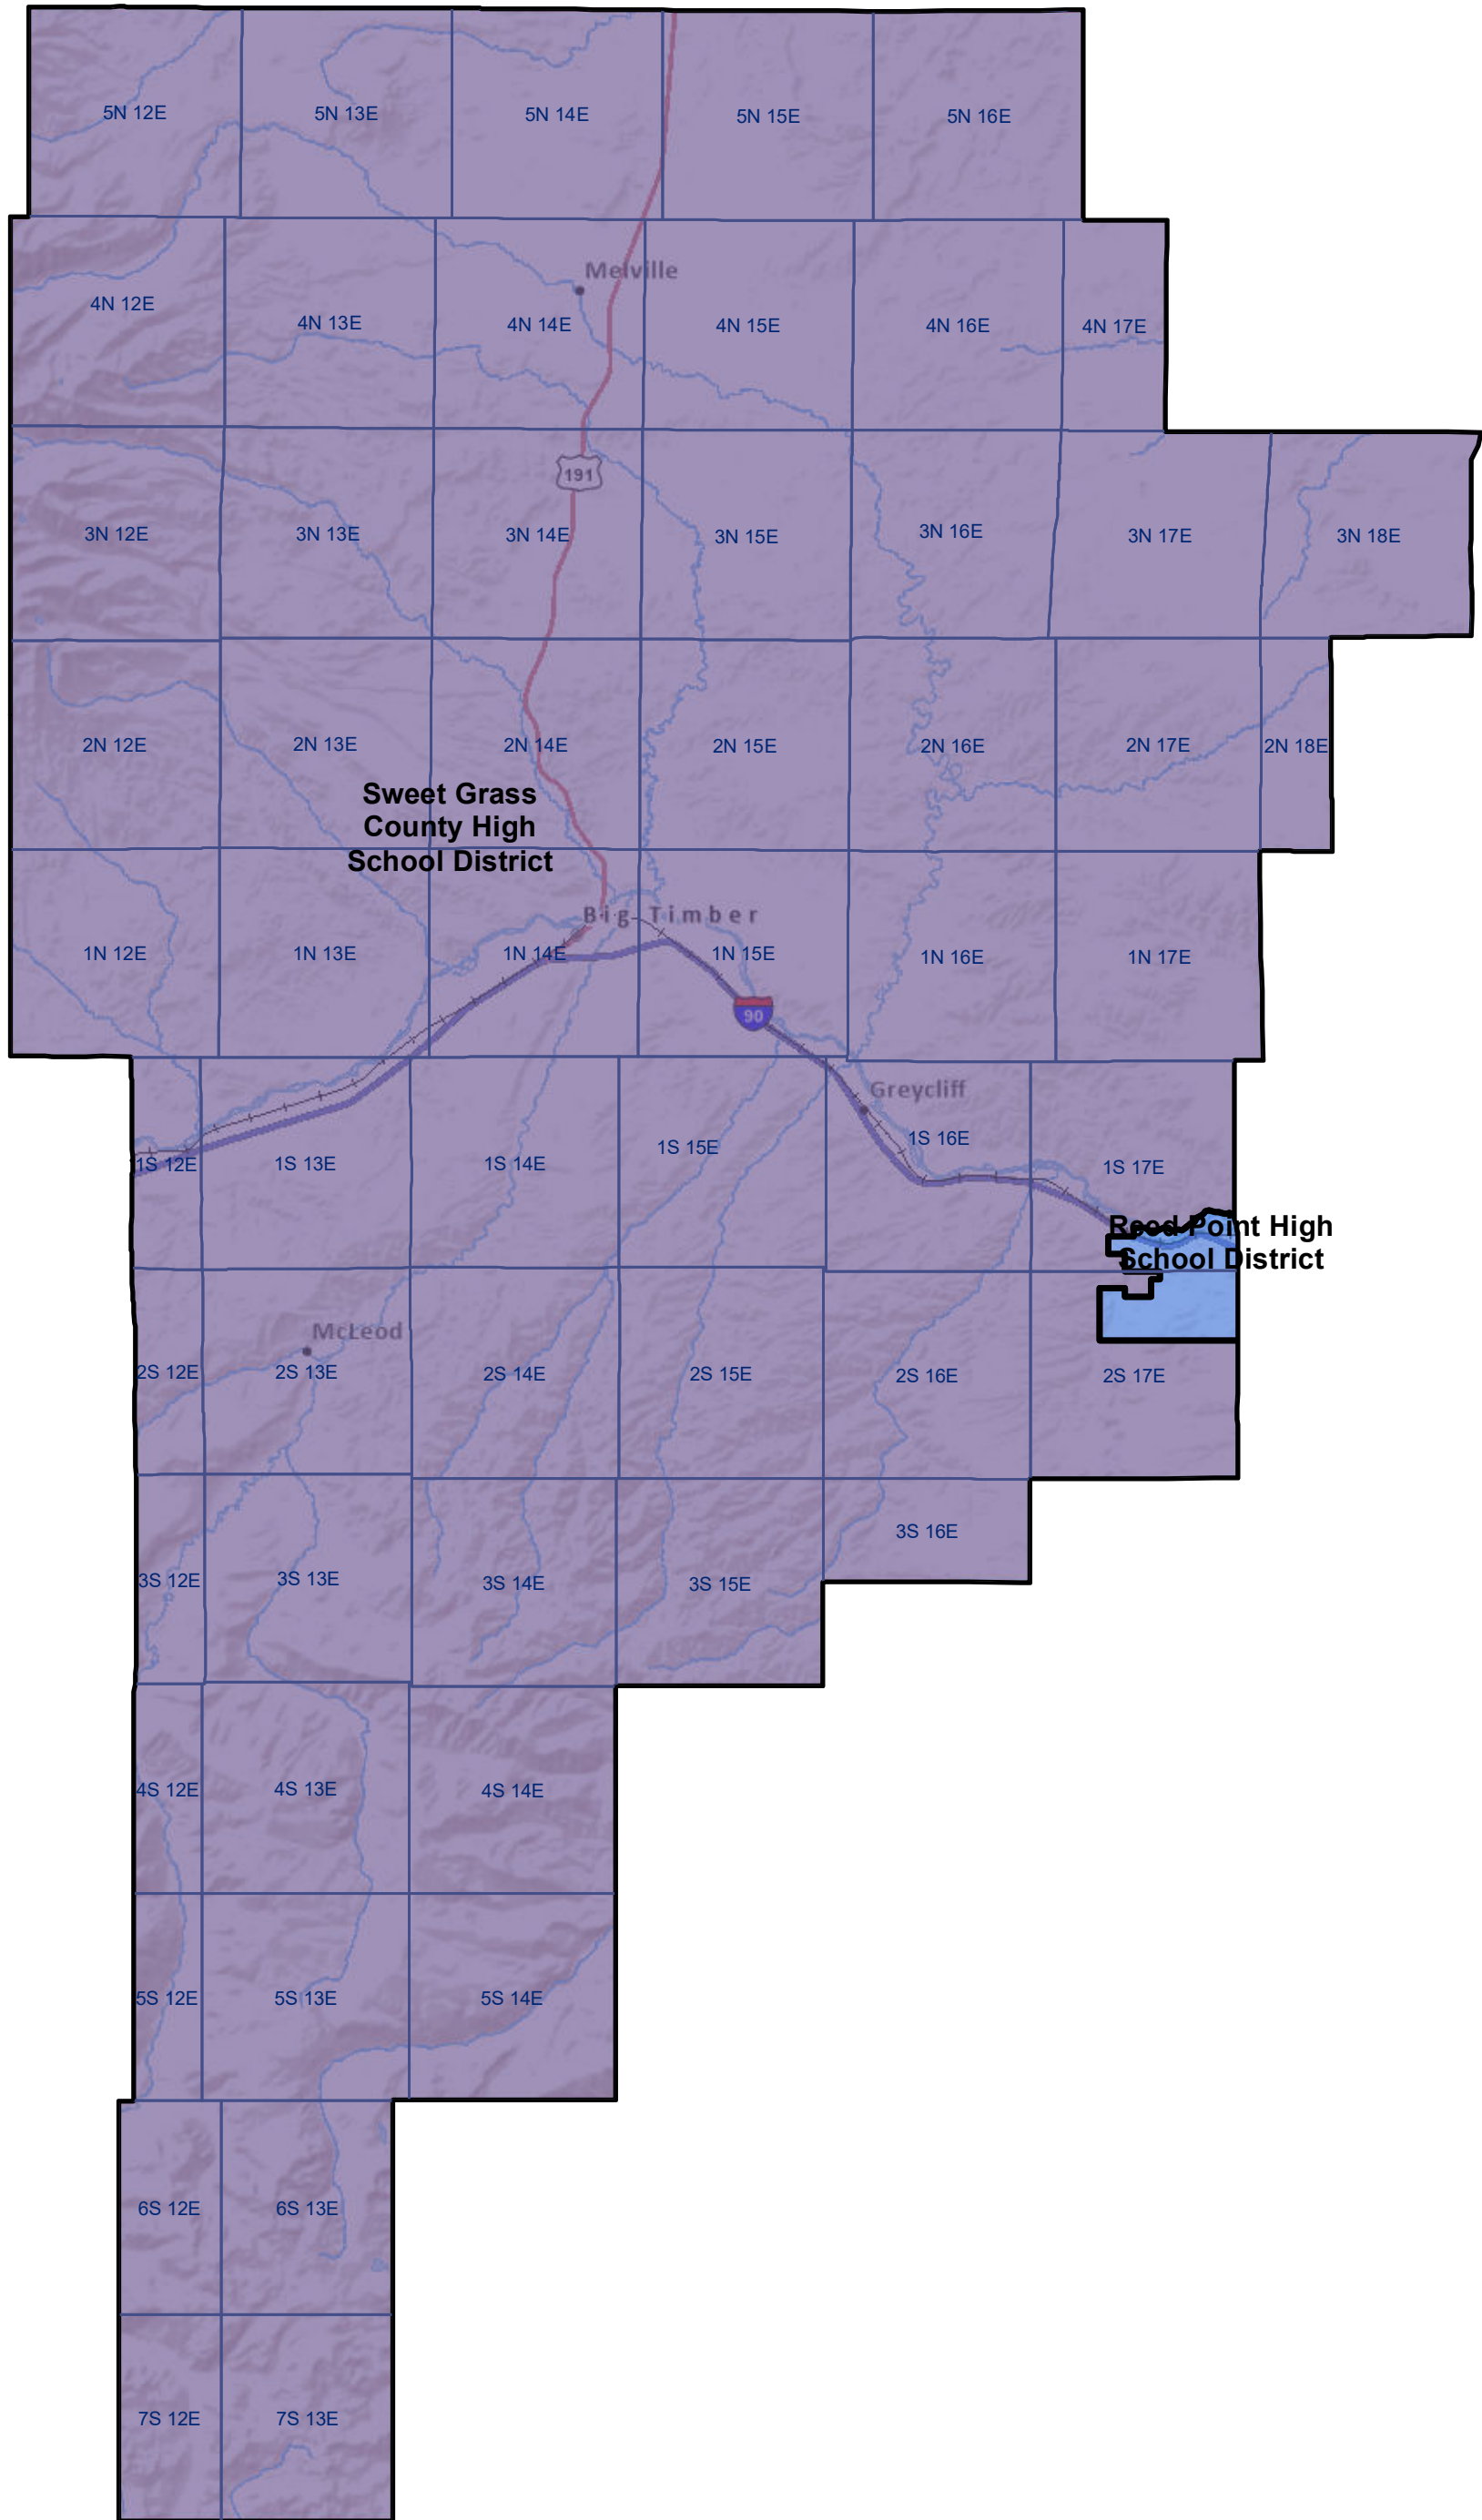 5N 12E
5N 13E
5N 14E
5N 15E
5N 16E
Melville
4N 12E
4N 13E
4N 14E
4N 15E
4N 16E
4N 17E
191
3N 12E
3N 13E
3N 14E
3N 15E
3N 16E
3N 17E
3N 18E
2N 12E
2N 13E
2N 14E
2N 15E
2N 16E
2N 17E
2N 18E
Sweet Grass
County High
School District
Big Timber
1N 12E
1N 13E
1N 14E
1N 15E
1N 16E
1N 17E
90
Greycliff
1S 12E
1S 13E
1S 14E
1S 15E
1S 16E
1S 17E
Reed Point High
School District
McLeod
2S 12E
2S 13E
2S 14E
2S 15E
2S 16E
2S 17E
3S 12E
3S 13E
3S 14E
3S 15E
3S 16E
4S 12E
4S 13E
4S 14E
5S 12E
5S 13E
5S 14E
6S 12E
6S 13E
7S 12E
7S 13E